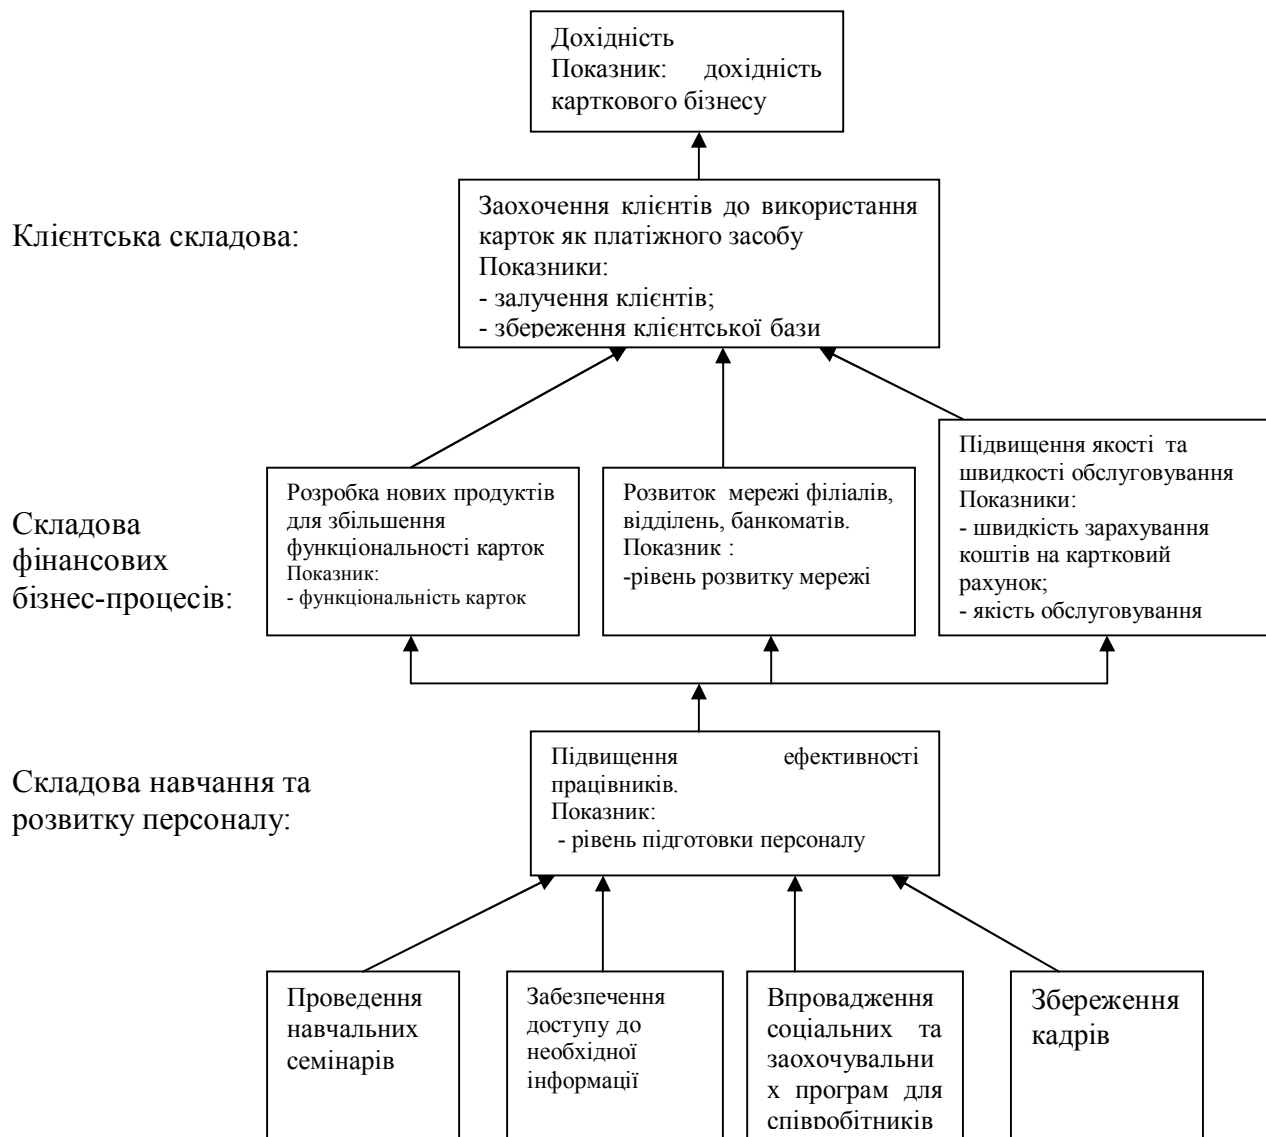 Дохідність
Показник: дохідність
карткового бізнесу
Клієнтська складова:
Заохочення клієнтів до використання
карток як платіжного засобу
Показники:
- залучення клієнтів;
- збереження клієнтської бази
Складова
фінансових
бізнес-процесів:
Розробка нових продуктів
для збільшення
функціональності карток
Показник:
- функціональність карток
Розвиток мережі філіалів,
відділень, банкоматів.
Показник :
-рівень розвитку мережі
Підвищення якості та
швидкості обслуговування
Показники:
- швидкість зарахування
коштів на картковий
рахунок;
- якість обслуговування
Складова навчання та
розвитку персоналу:
Підвищення ефективності
працівників.
Показник:
- рівень підготовки персоналу
Проведення
навчальних
семінарів
Забезпечення
доступу до
необхідної
інформації
Впровадження
соціальних та
заохочувальни
х програм для
співробітників
Збереження
кадрів